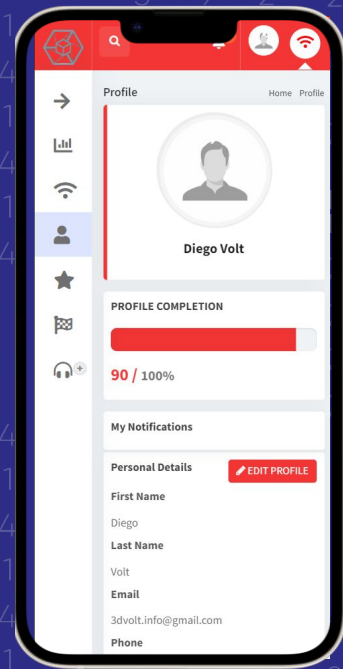 Profile
Home Profile
Diego Volt
PROFILE COMPLETION
90 / 100%
My Notifications
Personal Details
EDIT PROFILE
First Name
Diego
Last Name
Volt
Email
3dvolt.info@gmail.com
Phone